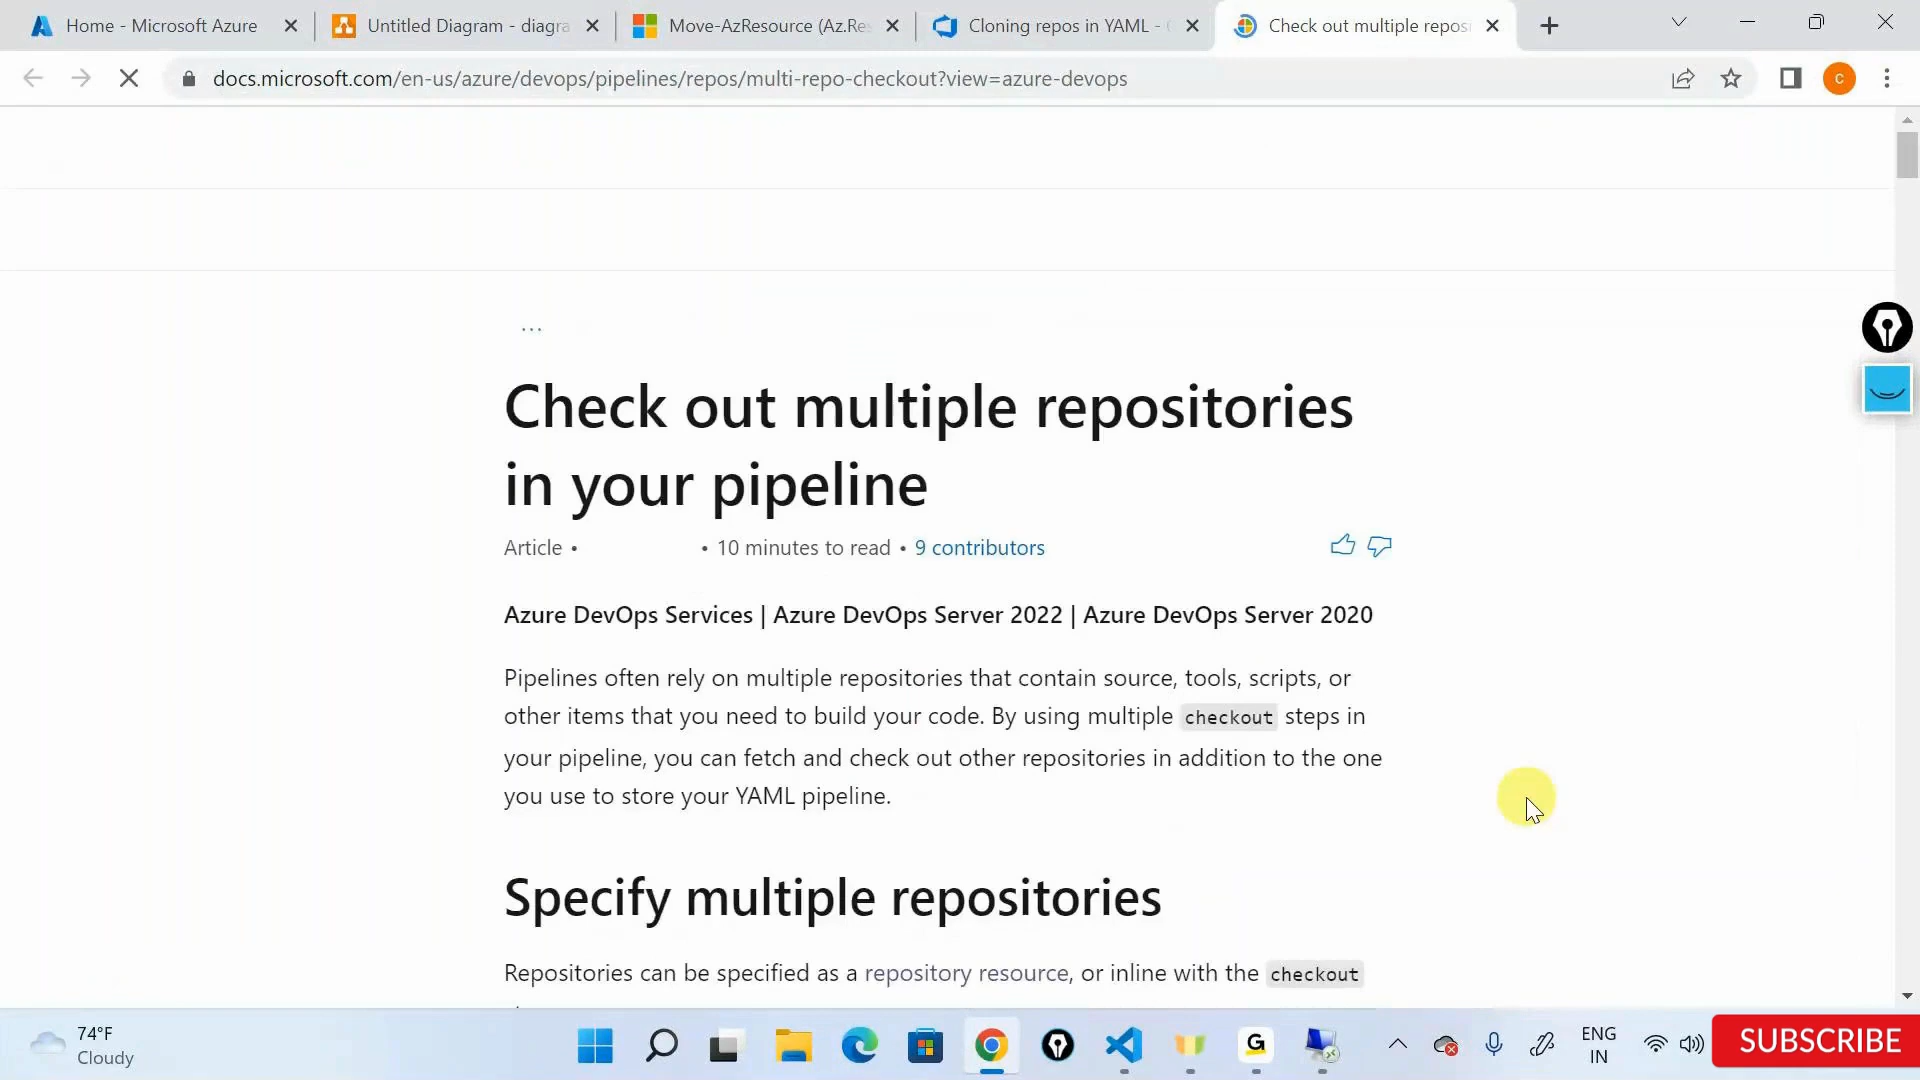 Home - Microsoft Azure
Untitled Diagram - diagra
Move-AzResource (Az.Res
Cloning repos in YAML -
Check out multiple repos
docs.microsoft.com/en-us/azure/devops/pipelines/repos/multi-repo-checkout?view=azure-devops
c
...
Check out multiple repositories
in your pipeline
Article • • 10 minutes to read • 9 contributors
Azure DevOps Services | Azure DevOps Server 2022 | Azure DevOps Server 2020
Pipelines often rely on multiple repositories that contain source, tools, scripts, or
other items that you need to build your code. By using multiple checkout steps in
your pipeline, you can fetch and check out other repositories in addition to the one
you use to store your YAML pipeline.
Specify multiple repositories
Repositories can be specified as a repository resource, or inline with the checkout
74°F
Cloudy
G
ENG
IN
SUBSCRIBE